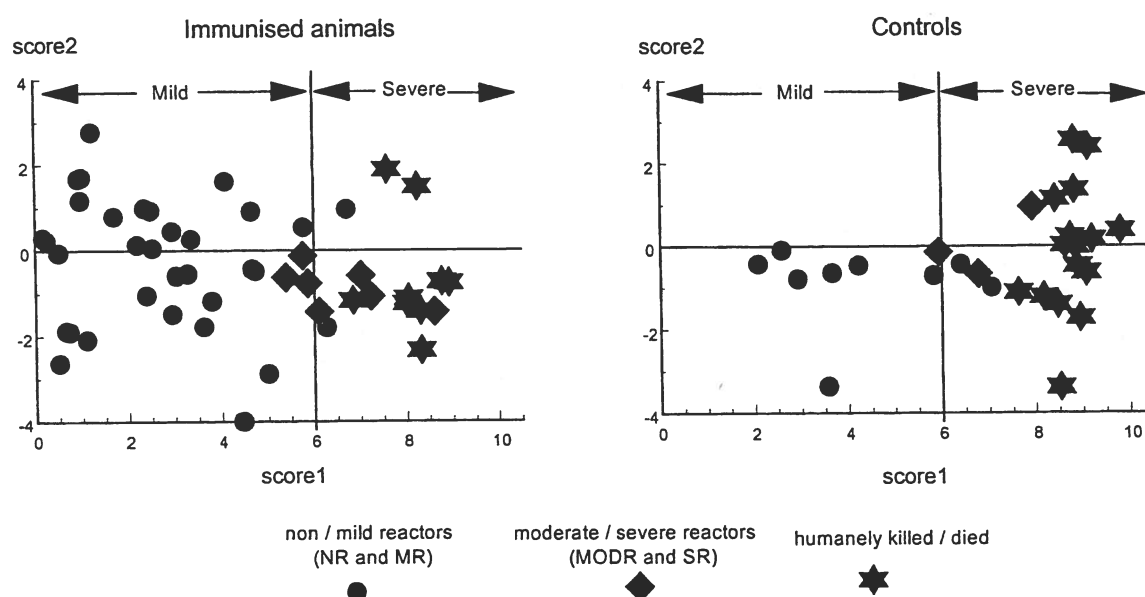 Immunised animals
score2
4
2
0
-2
-4
Mild
Severe
0
2
4
6
8
10
score1
Controls
score2
4
2
0
-2
-4
Mild
Severe
0
2
4
6
8
10
score1
non / mild reactors
(NR and MR)
moderate / severe reactors
(MODR and SR)
humanely killed / died